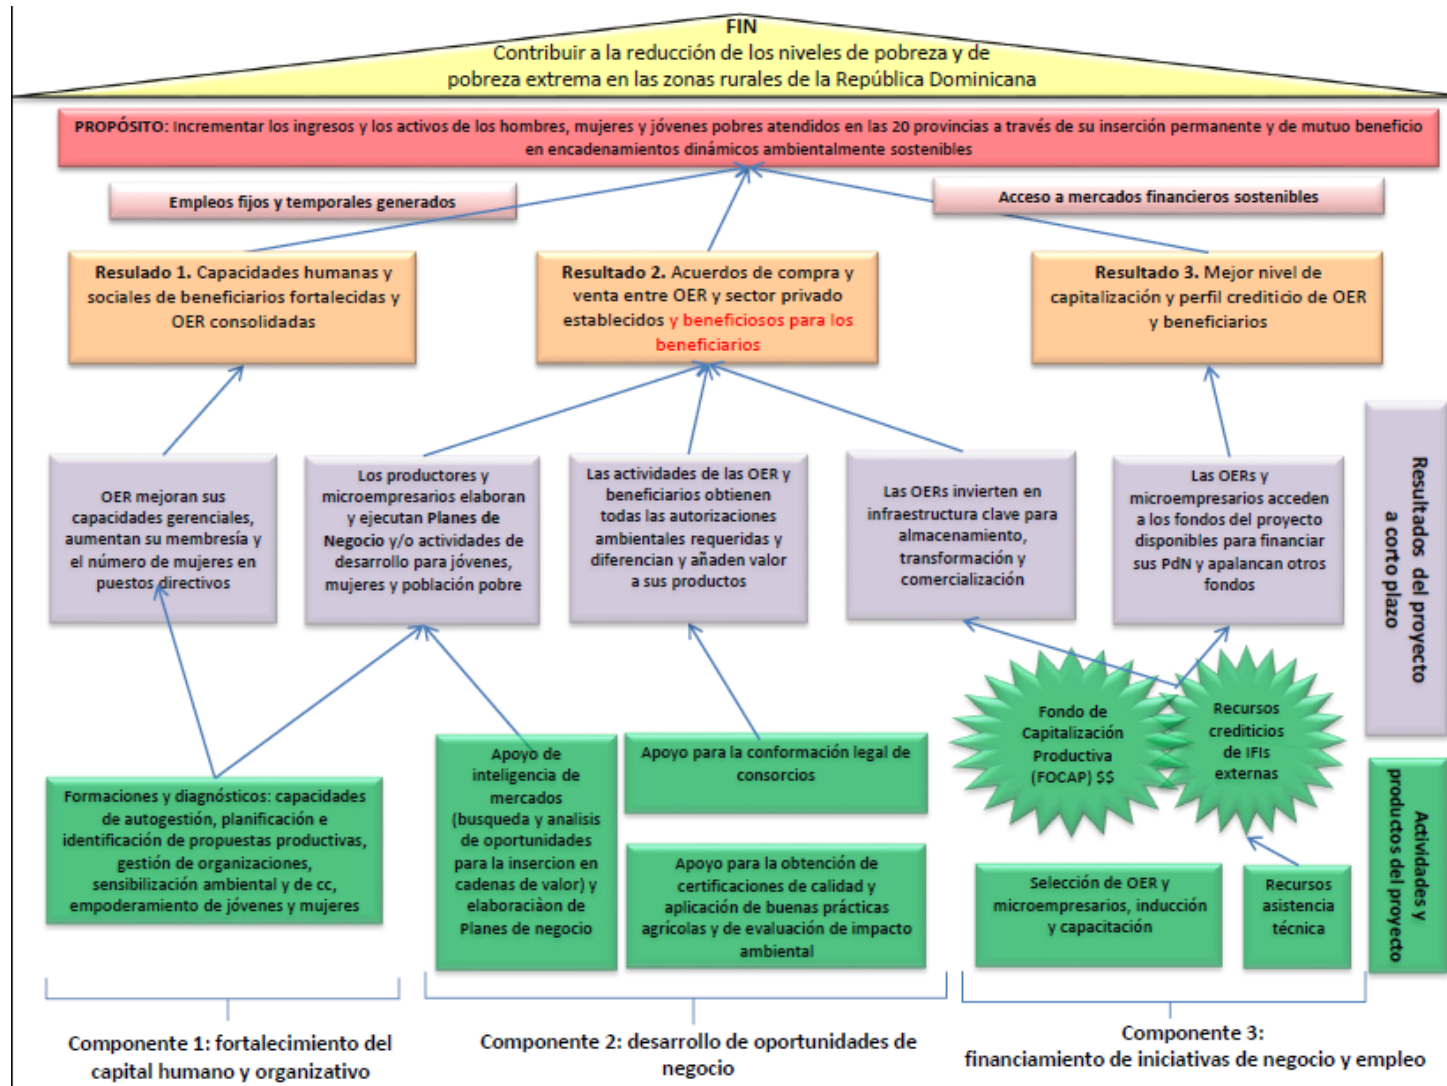 FIN
Contribuir a la reducción de los niveles de pobreza y de
pobreza extrema en las zonas rurales de la República Dominicana
PROPÓSITO: Incrementar los ingresos y los activos de los hombres, mujeres y jóvenes pobres atendidos en las 20 provincias a través de su inserción permanente y de mutuo beneficio
en encadenamientos dinámicos ambientalmente sostenibles
Empleos fijos y temporales generados
Acceso a mercados financieros sostenibles
Resulado 1. Capacidades humanas y
sociales de beneficiarios fortalecidas y
OER consolidadas
Resultado 2. Acuerdos de compra y
venta entre OER y sector privado
establecidos y beneficiosos para los
beneficiarios
Resultado 3. Mejor nivel de
capitalización y perfil crediticio de OER
y beneficiarios
OER mejoran sus
capacidades gerenciales,
aumentan su membresía y
el número de mujeres en
puestos directivos
Los productores y
microempresarios elaboran
y ejecutan Planes de
Negocio y/o actividades de
desarrollo para jóvenes,
mujeres y población pobre
Las actividades de las OER y
beneficiarios obtienen
todas las autorizaciones
ambientales requeridas y
diferencian y añaden valor
a sus productos
Las OERs invierten en
infraestructura clave para
almacenamiento,
transformación y
comercialización
Las OERs y
microempresarios acceden
a los fondos del proyecto
disponibles para financiar
sus PdN y apalancan otros
fondos
Resultados del proyecto
a corto plazo
Formaciones y diagnósticos: capacidades
de autogestión, planificación e
identificación de propuestas productivas,
gestión de organizaciones,
sensibilización ambiental y de cc,
empoderamiento de jóvenes y mujeres
Apoyo de
inteligencia de
mercados
(busqueda y analisis
de oportunidades
para la insercion en
cadenas de valor) y
elaboraciàon de
Planes de negocio
Apoyo para la conformación legal de
consorcios
Apoyo para la obtención de
certificaciones de calidad y
aplicación de buenas prácticas
agrícolas y de evaluación de impacto
ambiental
Fondo de
Capitalización
Productiva
(FOCAP) $$
Recursos
crediticios
de IFIs
externas
Selección de OER y
microempresarios, inducción
y capacitación
Recursos
asistencia
técnica
Actividades y
productos del proyecto
Componente 1: fortalecimiento del
capital humano y organizativo
Componente 2: desarrollo de oportunidades de
negocio
Componente 3:
financiamiento de iniciativas de negocio y empleo